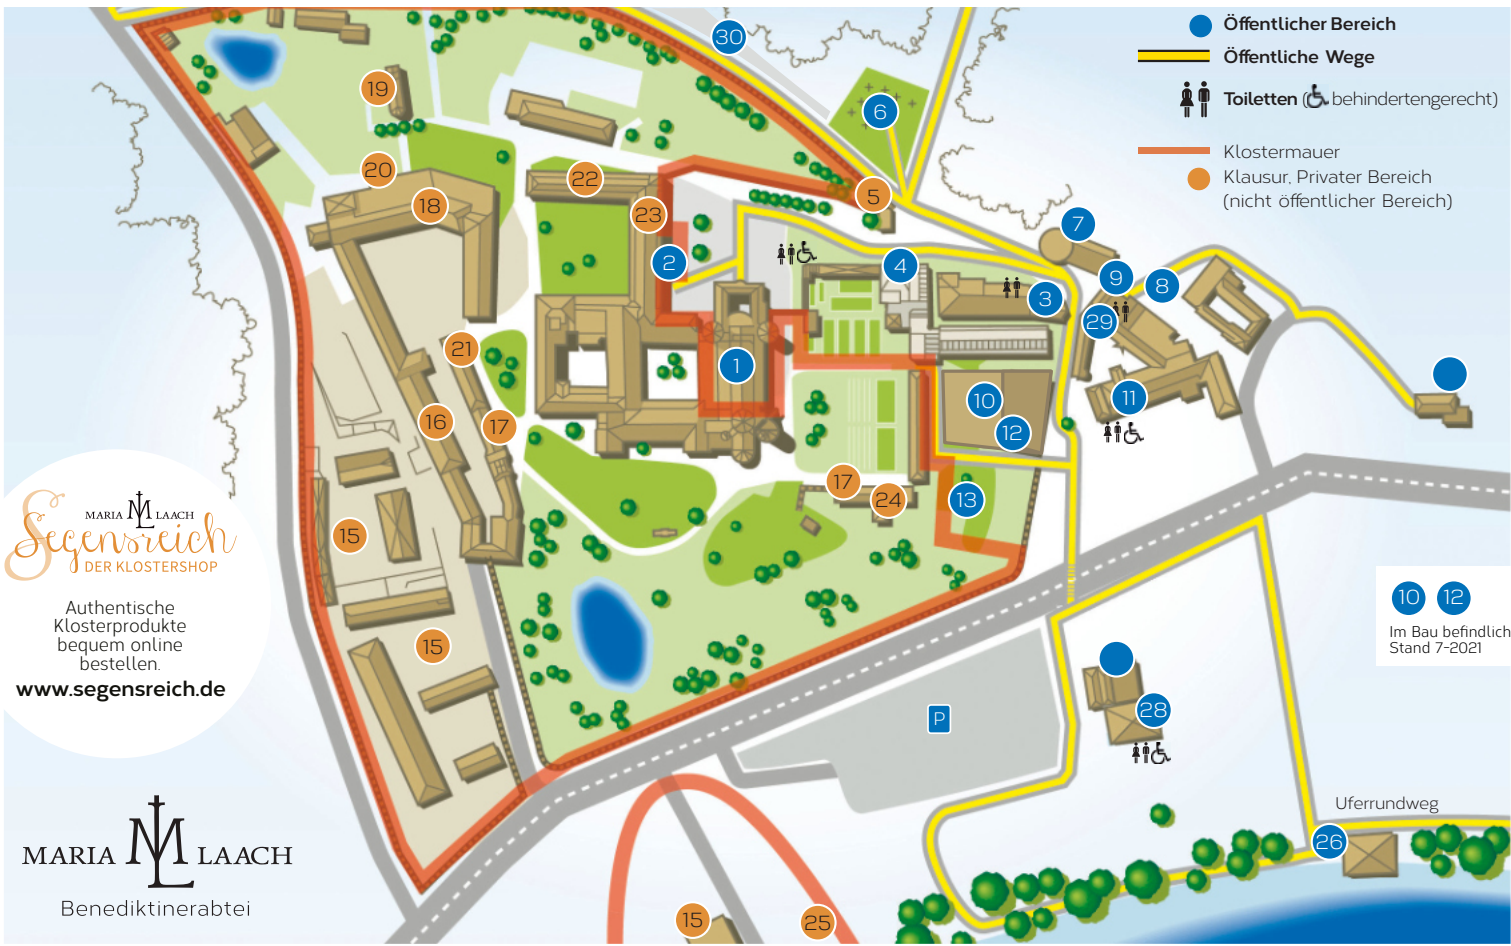 Öffentlicher Bereich
Öffentliche Wege
Toiletten ( behindertengerecht)
Klostermauer
Klausur, Privater Bereich
(nicht öffentlicher Bereich)
30
19
6
20
22
5
18
23
7
2
4
9
8
3
29
21
1
10
11
16
17
12
17
24
13
15
MARIA LAACH
Segensreich
DER KLOSTERSHOP
Authentische
Klosterprodukte
bequem online
bestellen.
www.segensreich.de
10 12
Im Bau befindlich
Stand 7-2021
15
28
P
Uferrundweg
26
MARIA ML LAACH
Benediktinerabtei
15
25